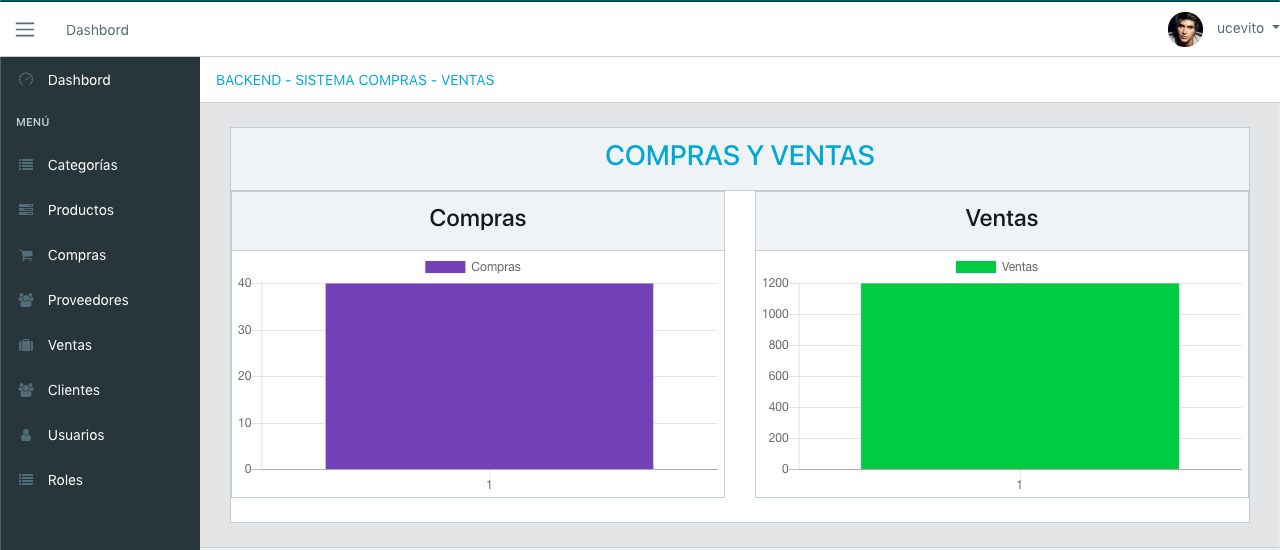 Dashbord
ucevito
Dashbord
MENÚ
Categorías
Productos
Compras
Proveedores
Ventas
Clientes
Usuarios
Roles
BACKEND - SISTEMA COMPRAS - VENTAS
COMPRAS Y VENTAS
Compras
Compras
40
30
20
10
0
1
Ventas
Ventas
1200
1000
800
600
400
200
0
1